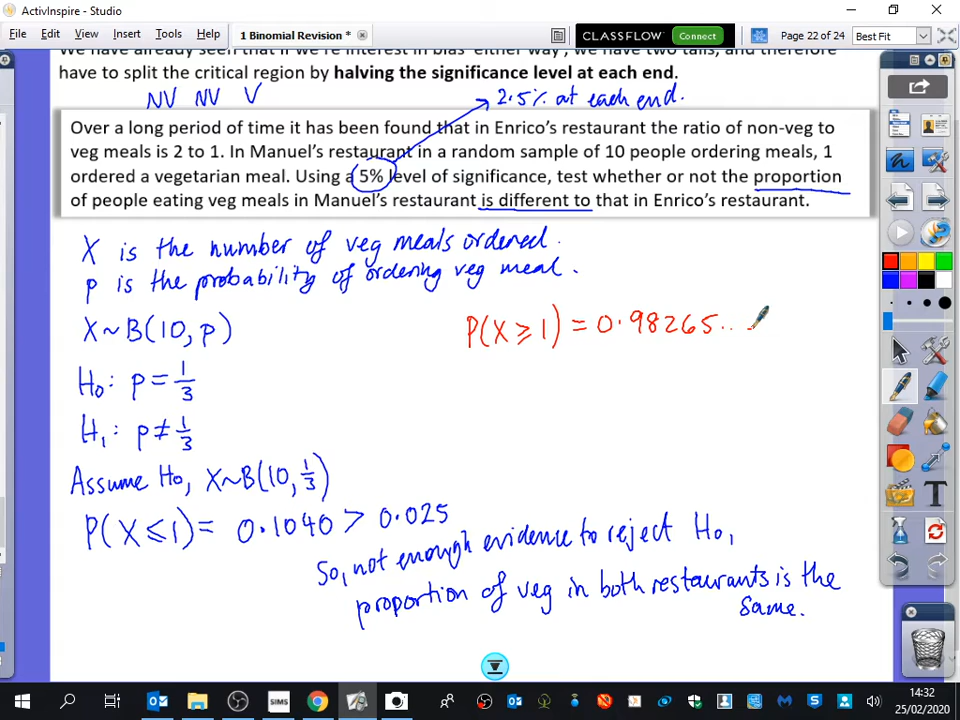 ActivInspire - Studio
File Edit View Insert Tools Help 1 Binomial Revision * CLASSFLOW Connect Page 22 of 24 Best Fit
have to split the critical region by halving the significance level at each end.
NV NV V 2.5% at each end.
Over a long period of time it has been found that in Enrico's restaurant the ratio of non-veg to
veg meals is 2 to 1. In Manuel's restaurant in a random sample of 10 people ordering meals, 1
ordered a vegetarian meal. Using a 5% level of significance, test whether or not the proportion
of people eating veg meals in Manuel's restaurant is different to that in Enrico's restaurant.
X is the number of veg meals ordered.
p is the probability of ordering veg meal.
X~B(10, p)
P(X ⩾ 1) = 0.98265...
H₀: p = 1/3
H₁: p ≠ 1/3
Assume H₀, X~B(10, 1/3)
P(X ⩽ 1) = 0.1040 > 0.025
So, not enough evidence to reject H₀,
proportion of veg in both restaurants is the
same.
SIMS
14:32
25/02/2020